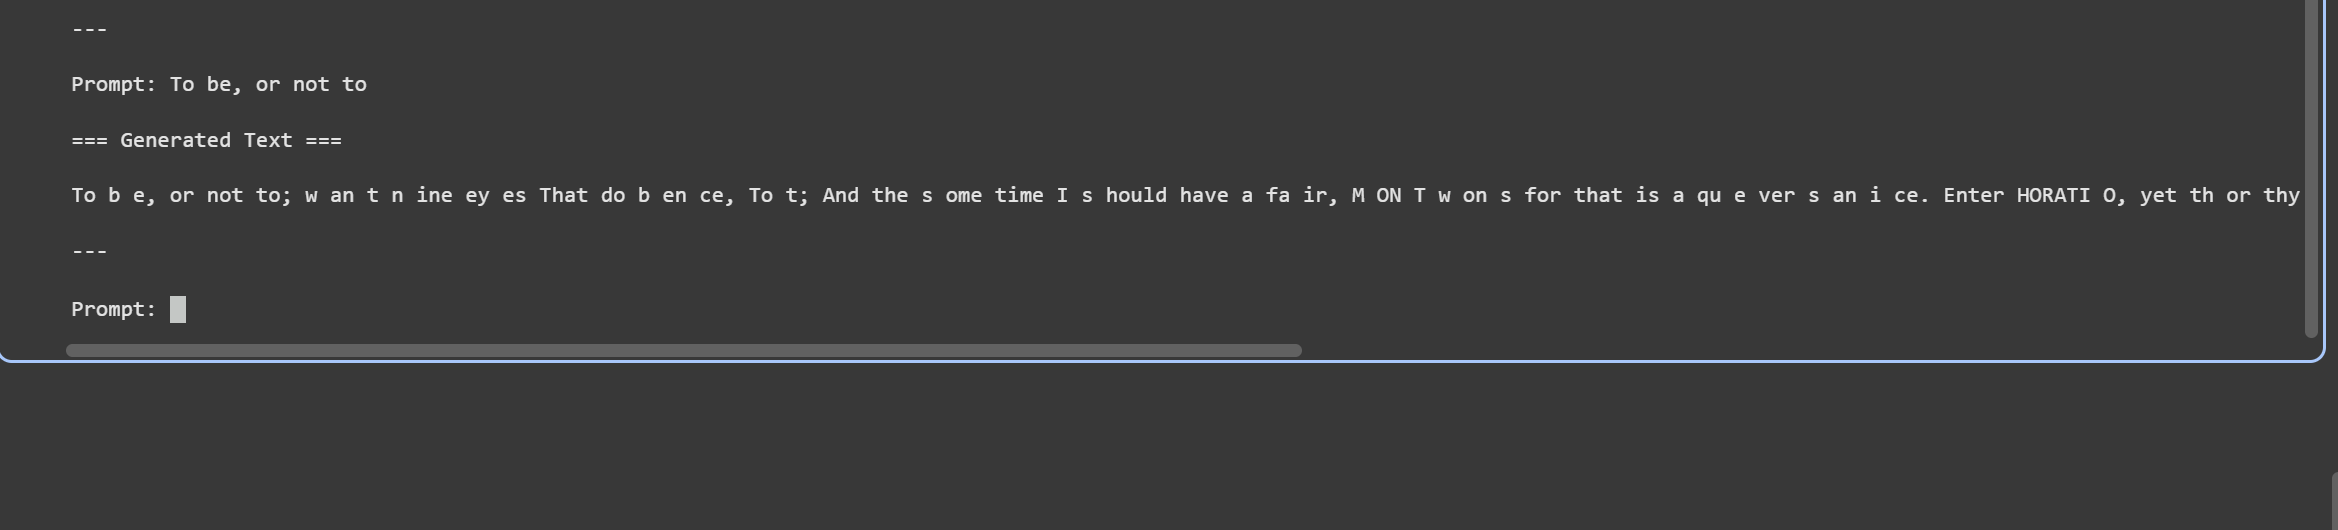 ---
Prompt: To be, or not to
=== Generated Text ===
To b e, or not to; w an t n ine ey es That do b en ce, To t; And the s ome time I s hould have a fa ir, M ON T w on s for that is a qu e ver s an i ce. Enter HORATI O, yet th or thy
---
Prompt: